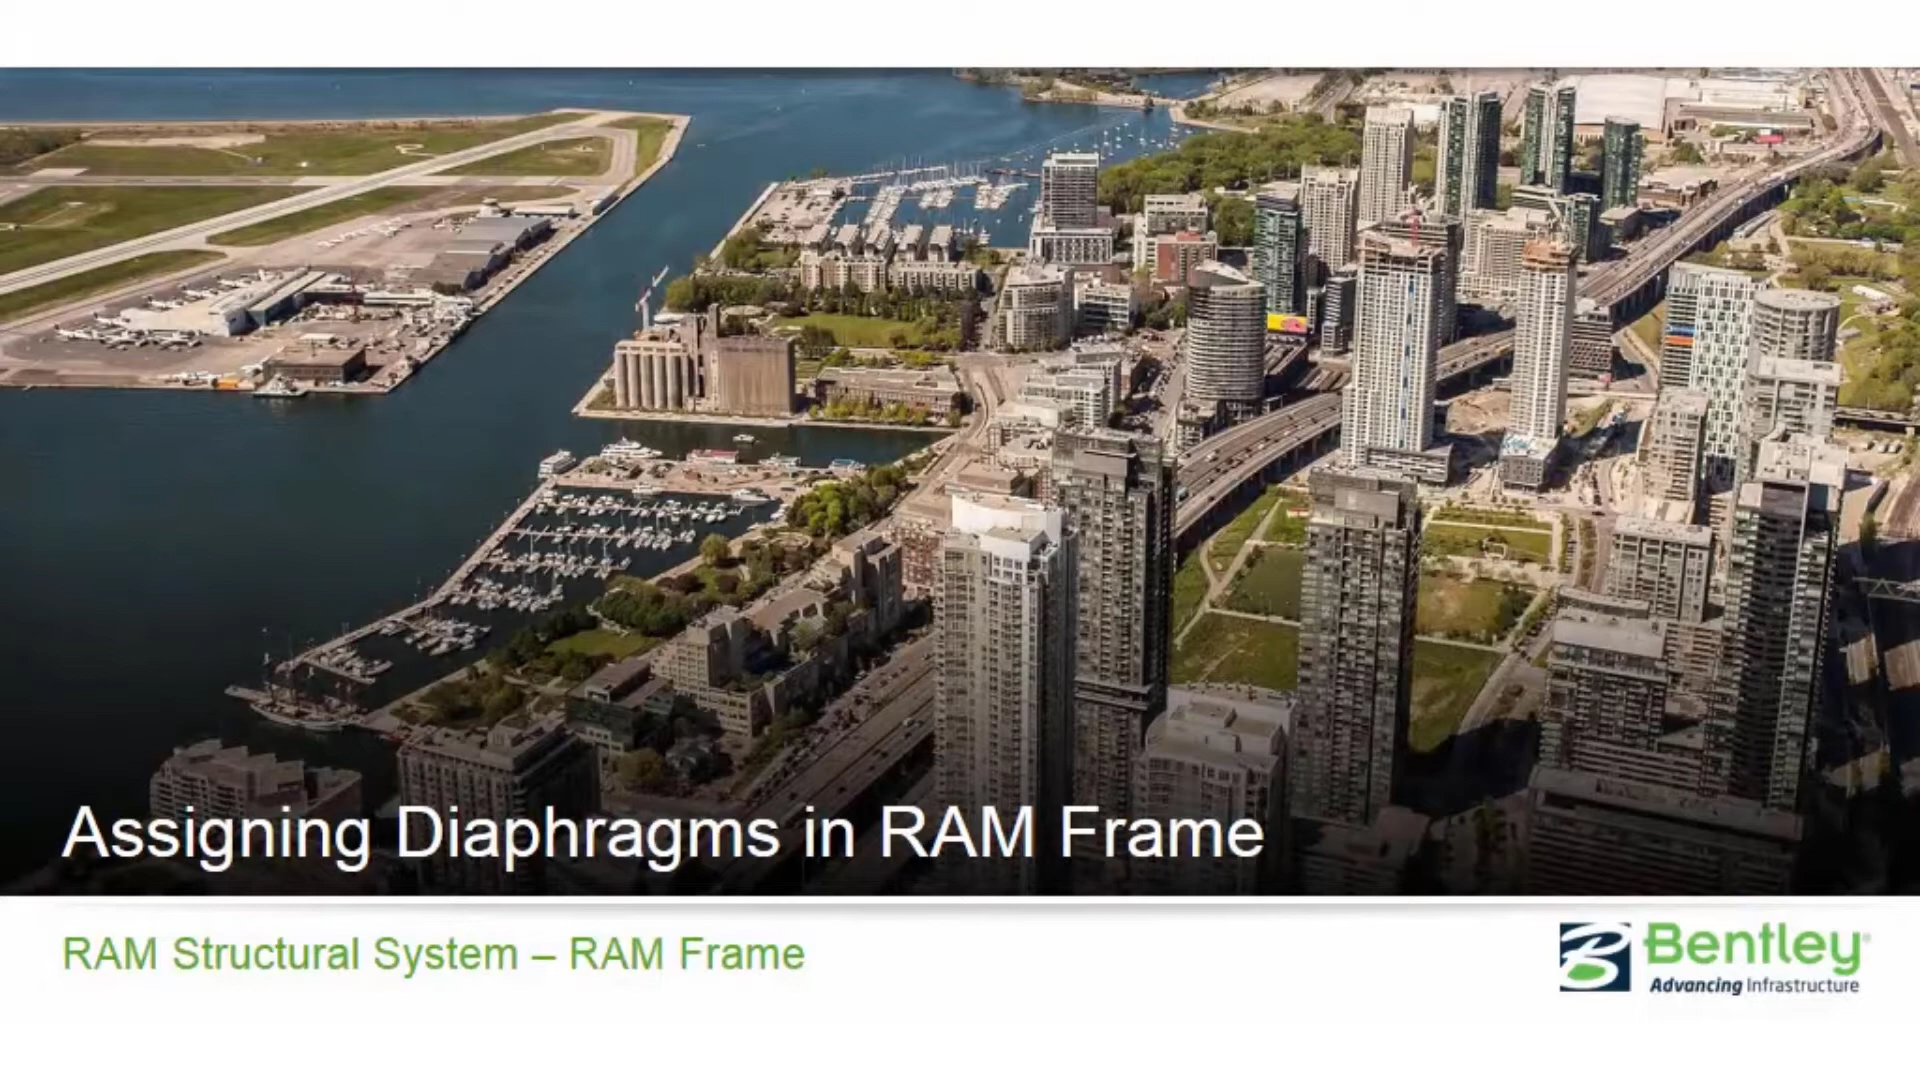 Assigning Diaphragms in RAM Frame
RAM Structural System – RAM Frame
Bentley®
Advancing Infrastructure